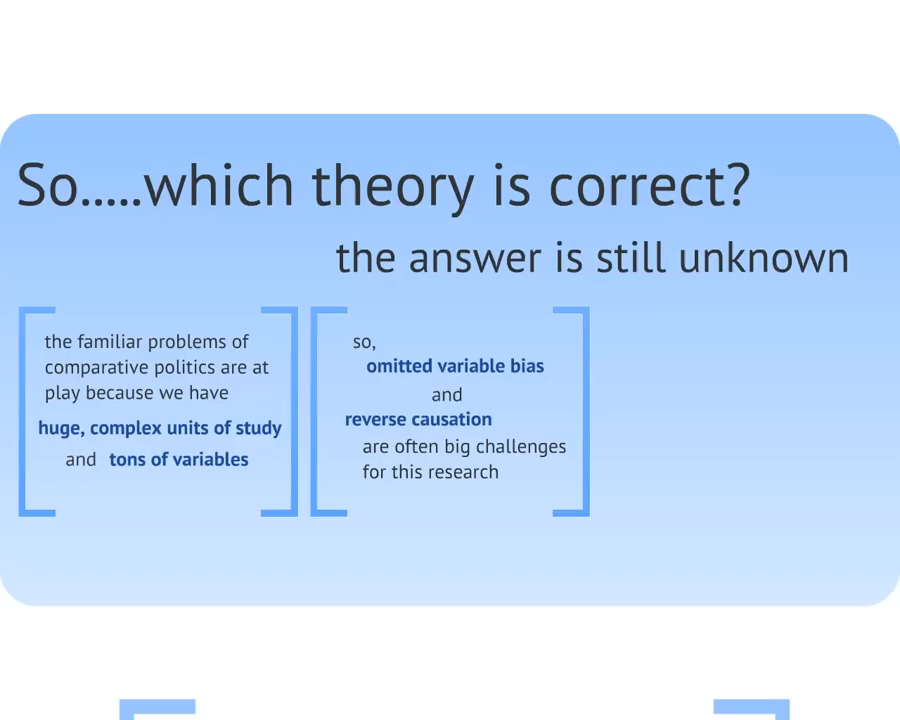 So.....which theory is correct?
the answer is still unknown
the familiar problems of
comparative politics are at
play because we have
huge, complex units of study
and tons of variables
so,
omitted variable bias
and
reverse causation
are often big challenges
for this research